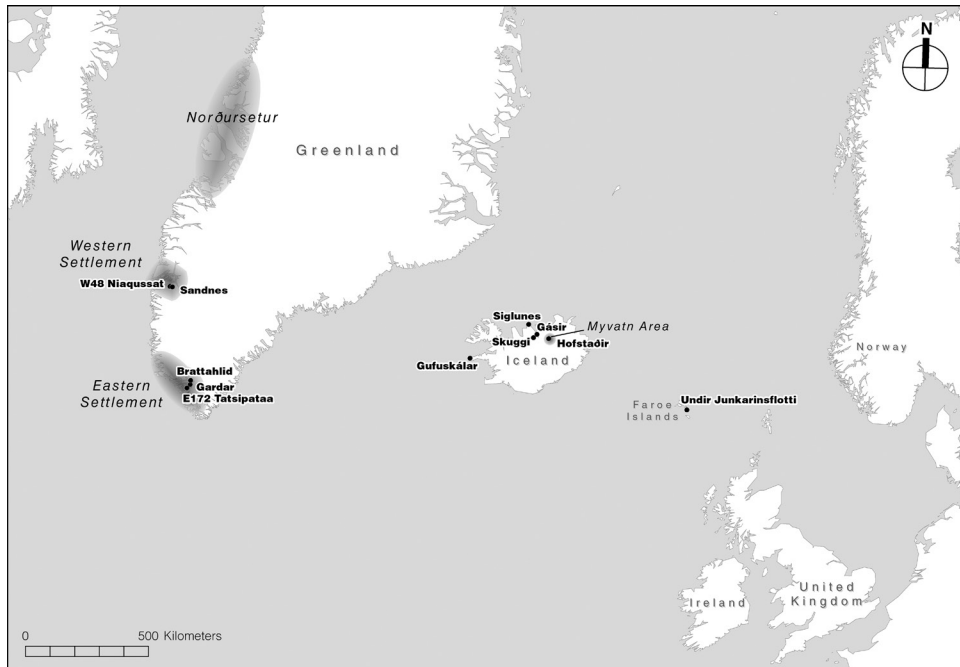 N
Norðursetur
Greenland
Western
Settlement
W48 Niaqussat
Sandnes
Siglunes
Gásir
Myvatn Area
Skuggi
Hofstaðir
Iceland
Gufuskálar
Norway
Brattahlid
Eastern
Settlement
Gardar
E172 Tatsipataa
Undir Junkarinsflotti
Faroe
Islands
United
Kingdom
Ireland
0
500 Kilometers